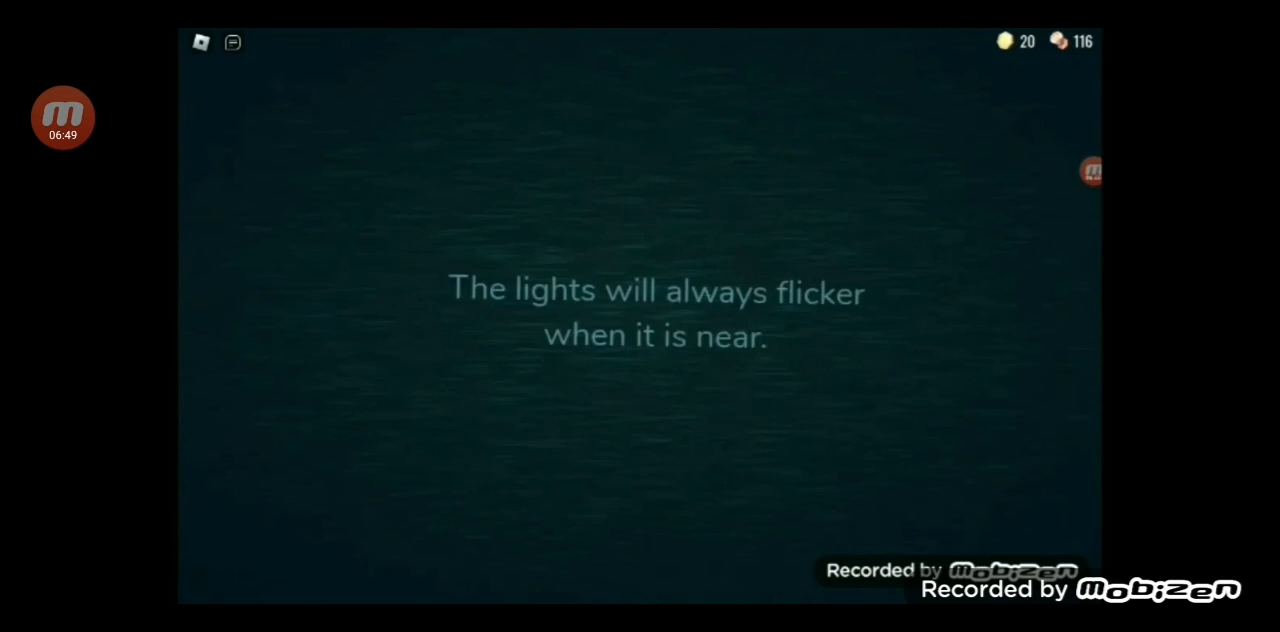 20 116
06:49
The lights will always flicker
when it is near.
Recorded by mobizen
Recorded by mobizen